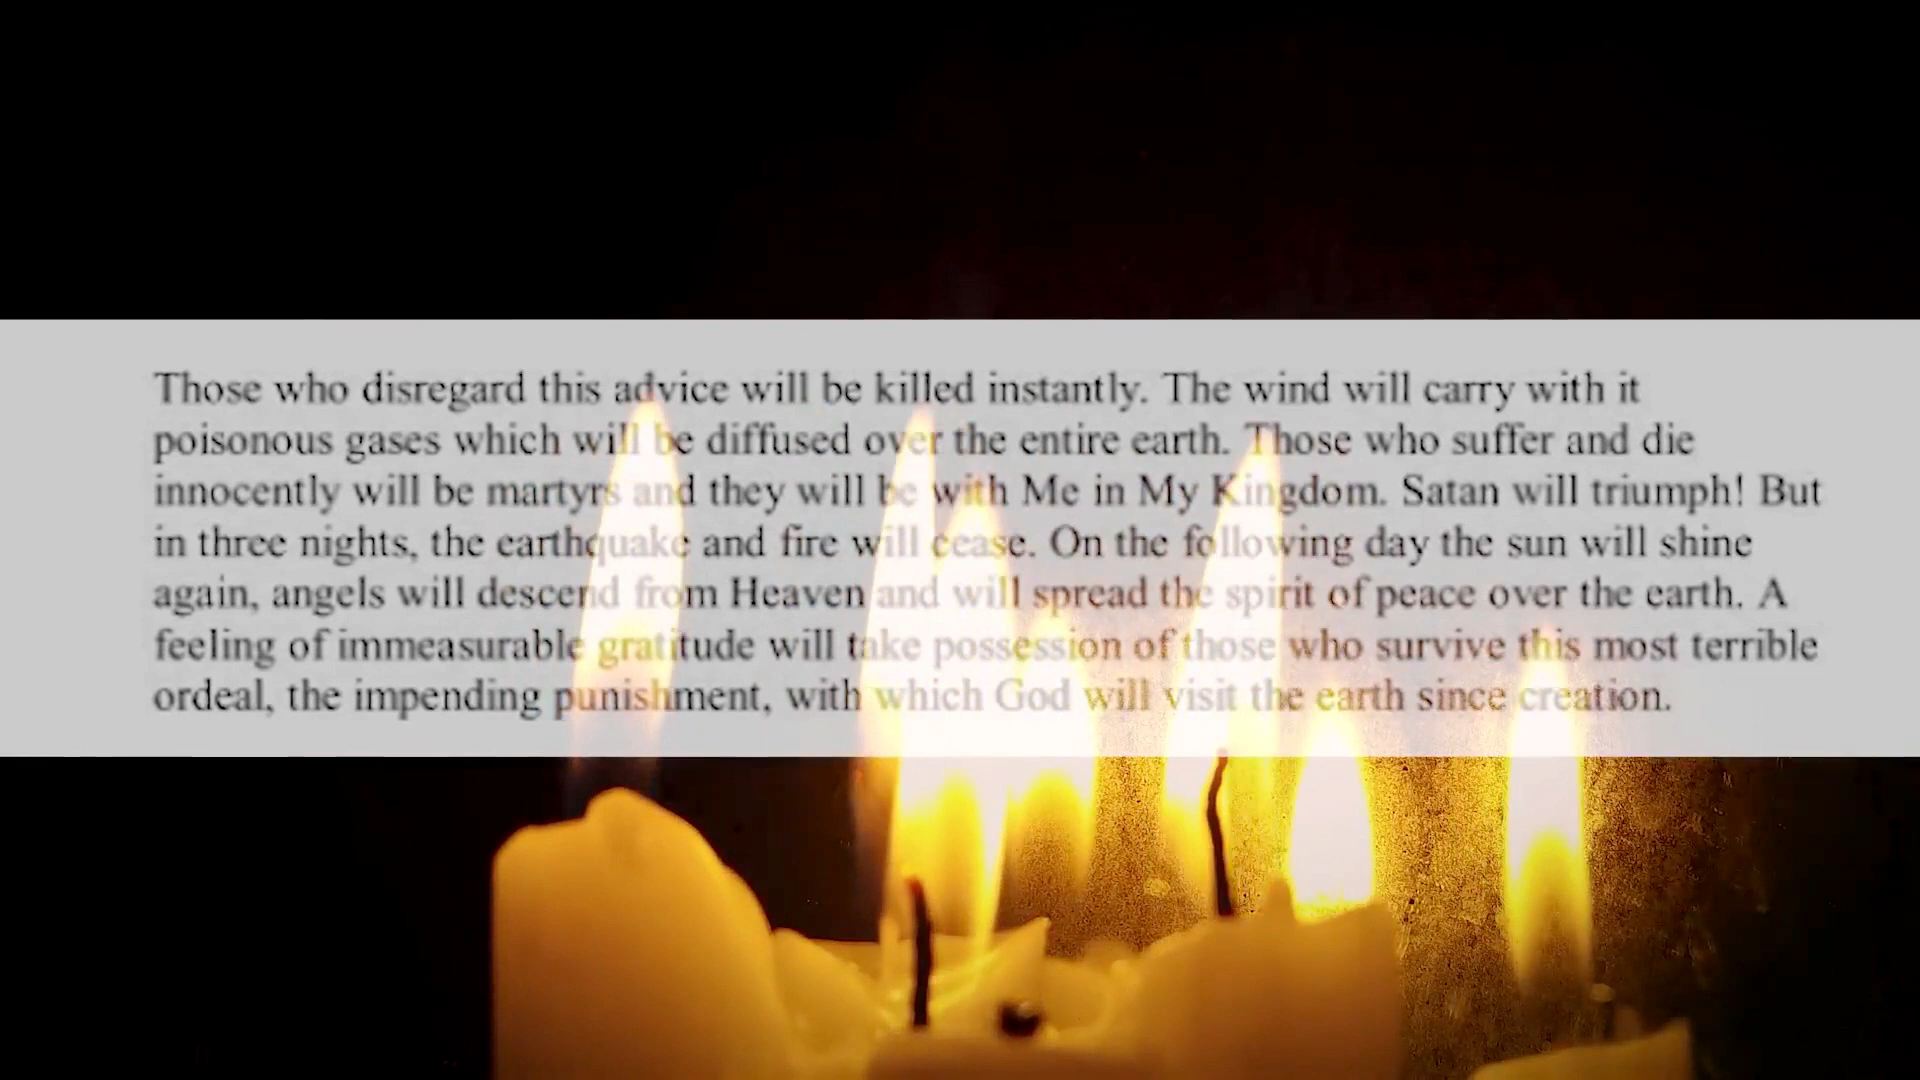 Those who disregard this advice will be killed instantly. The wind will carry with it
poisonous gases which will be diffused over the entire earth. Those who suffer and die
innocently will be martyrs and they will be with Me in My Kingdom. Satan will triumph! But
in three nights, the earthquake and fire will cease. On the following day the sun will shine
again, angels will descend from Heaven and will spread the spirit of peace over the earth. A
feeling of immeasurable gratitude will take possession of those who survive this most terrible
ordeal, the impending punishment, with which God will visit the earth since creation.